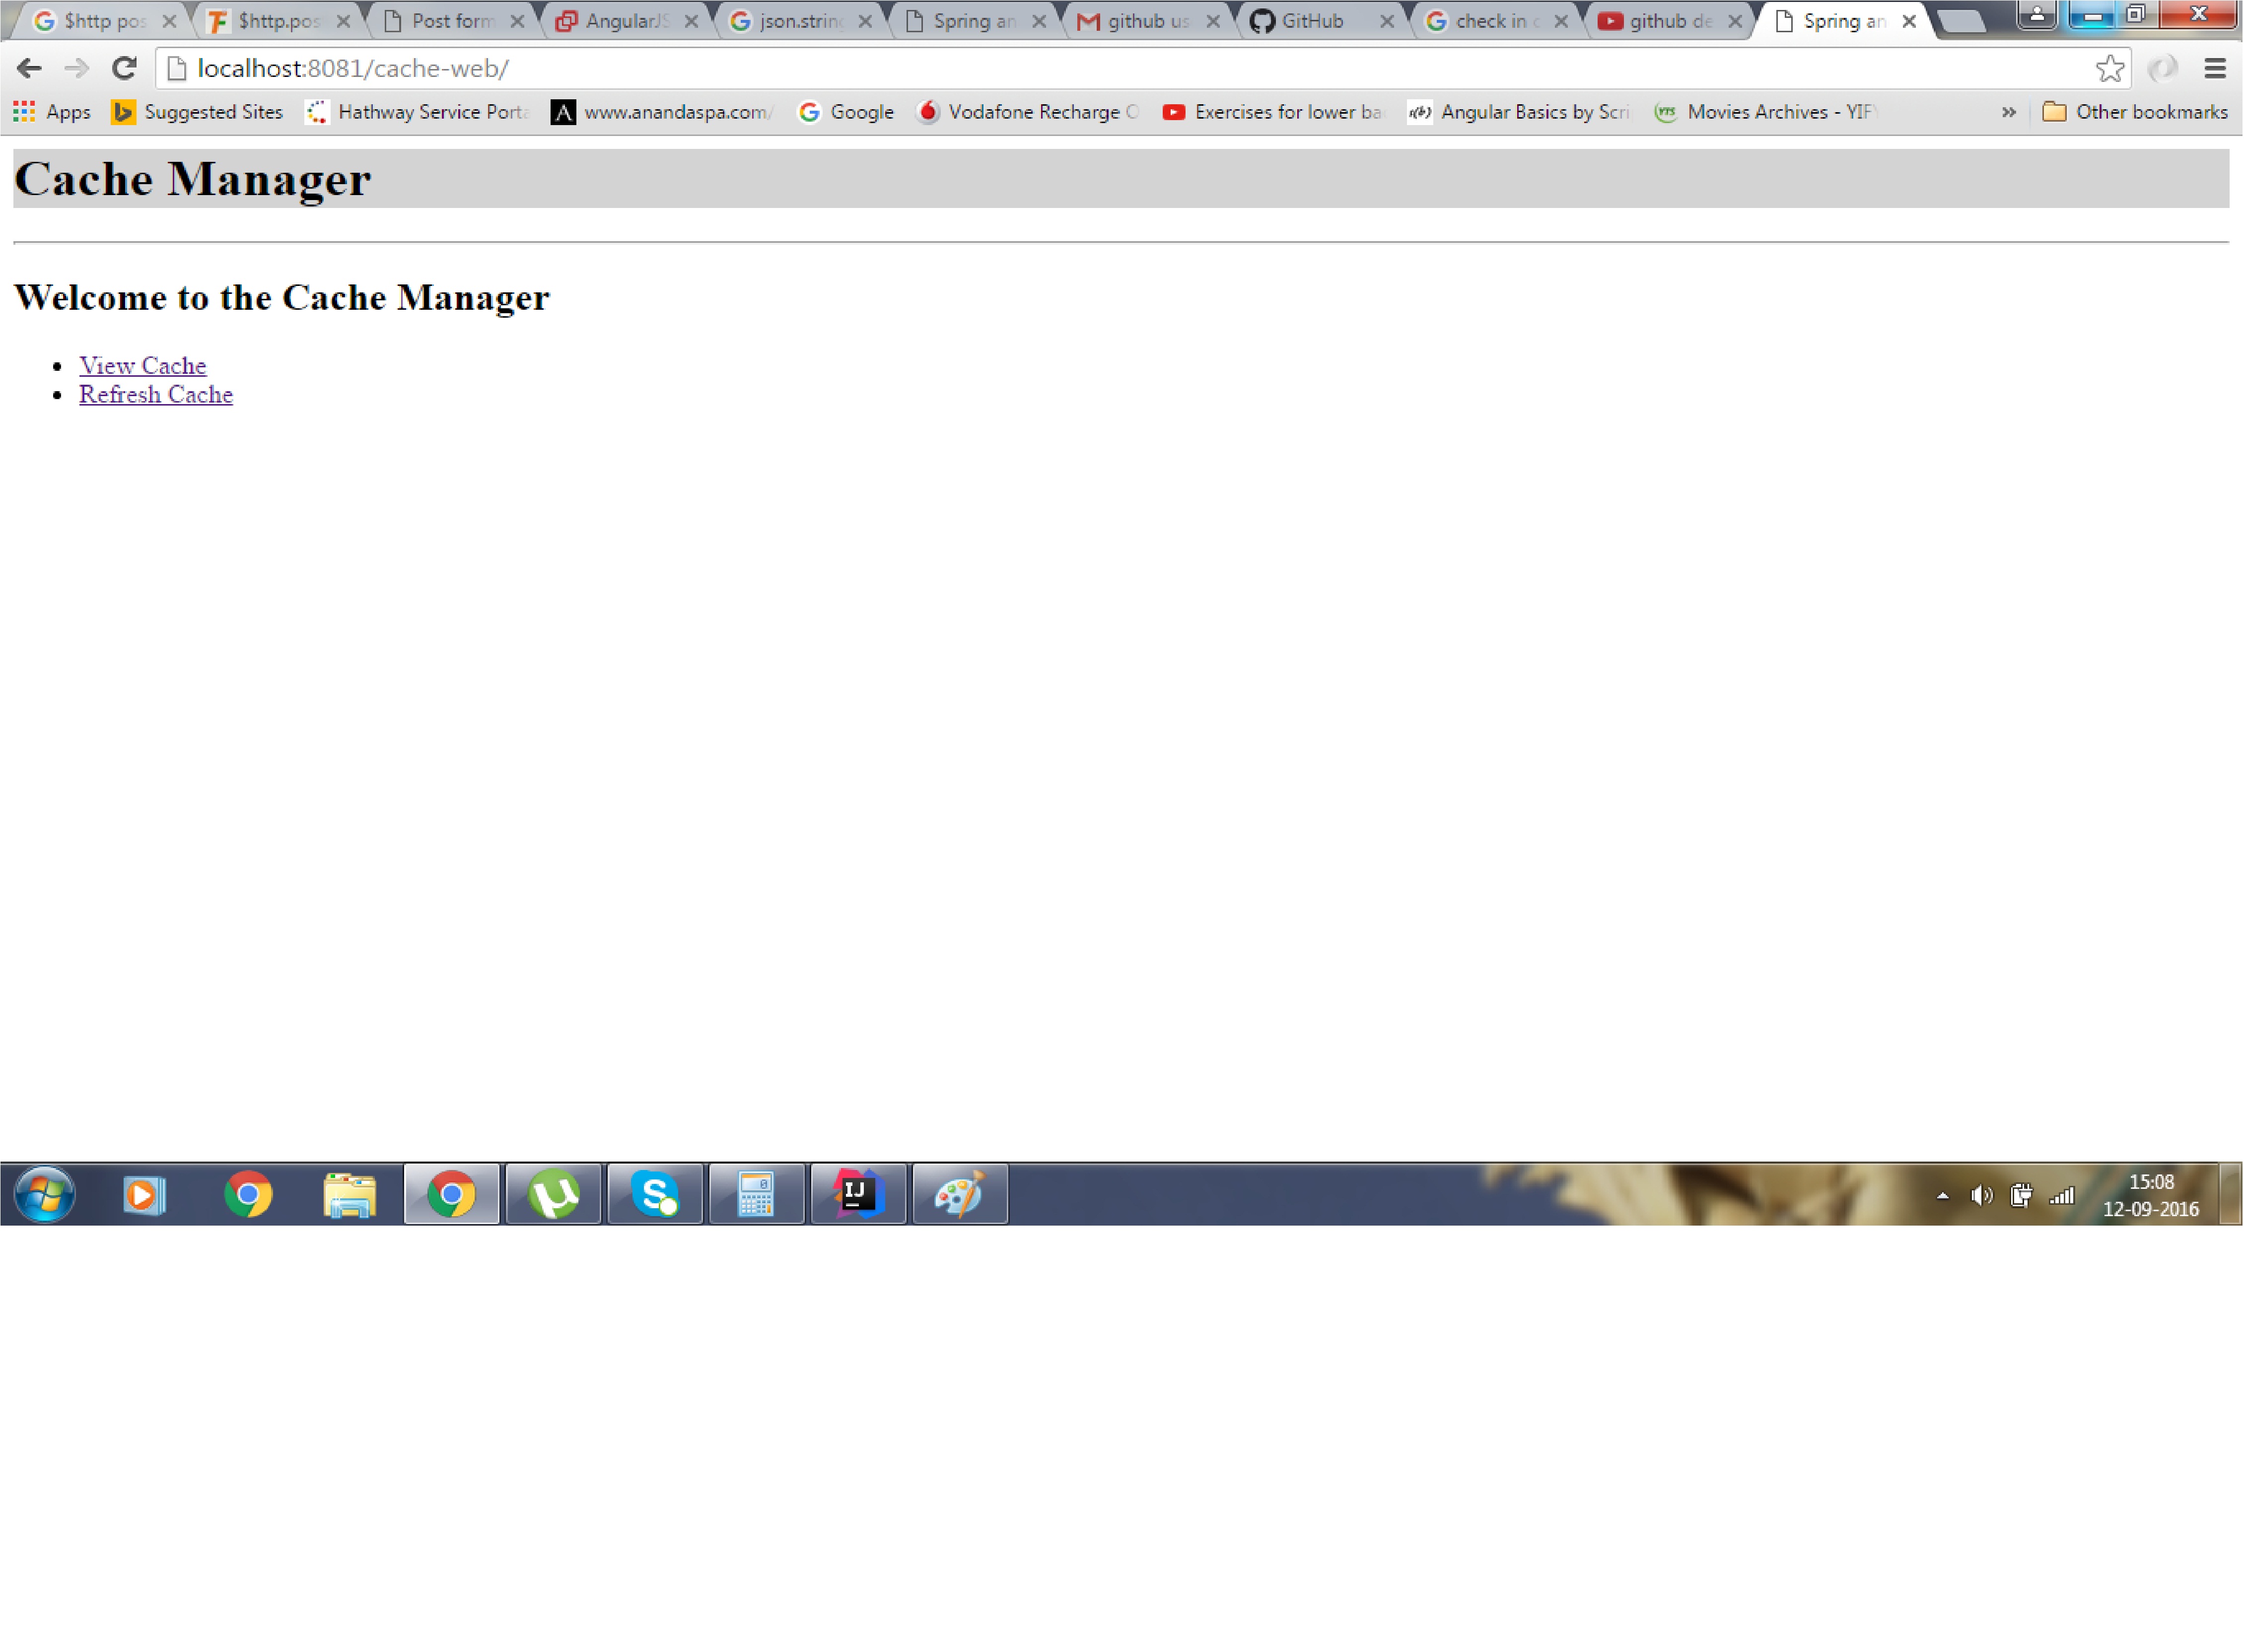 $http pos $http.pos Post form AngularJS json.string Spring an github us GitHub check in c github de Spring an
localhost:8081/cache-web/
Apps Suggested Sites Hathway Service Porta www.anandaspa.com/ Google Vodafone Recharge O Exercises for lower ba Angular Basics by Scri Movies Archives - YIFY » Other bookmarks
Cache Manager
Welcome to the Cache Manager
• View Cache
• Refresh Cache
15:08
12-09-2016